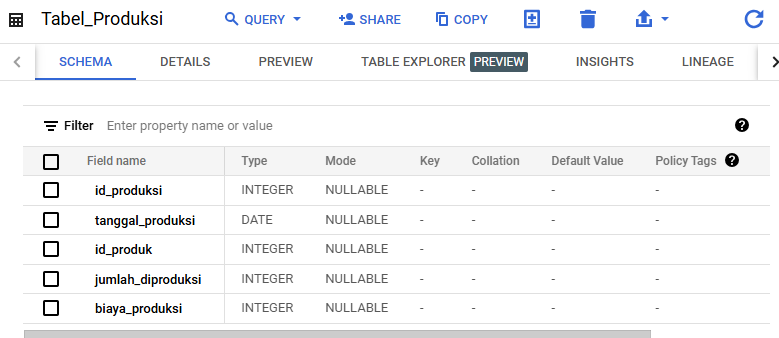 Tabel_Produksi QUERY SHARE COPY
SCHEMA DETAILS PREVIEW TABLE EXPLORER PREVIEW INSIGHTS LINEAGE
Filter Enter property name or value
Field name Type Mode Key Collation Default Value Policy Tags
id_produksi INTEGER NULLABLE - - - -
tanggal_produksi DATE NULLABLE - - - -
id_produk INTEGER NULLABLE - - - -
jumlah_diproduksi INTEGER NULLABLE - - - -
biaya_produksi INTEGER NULLABLE - - - -